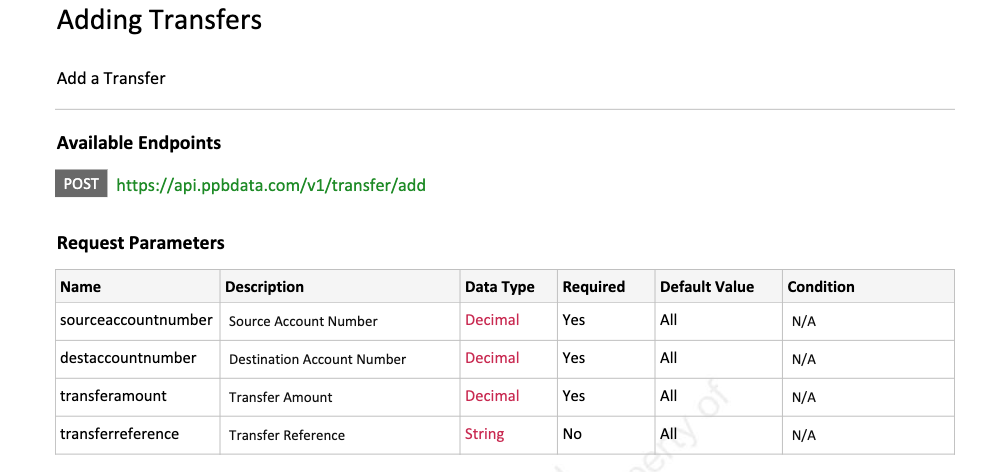 Adding Transfers
Add a Transfer
Available Endpoints
POST https://api.ppbdata.com/v1/transfer/add
Request Parameters
Name Description Data Type Required Default Value Condition
sourceaccountnumber Source Account Number Decimal Yes All N/A
destaccountnumber Destination Account Number Decimal Yes All N/A
transferamount Transfer Amount Decimal Yes All N/A
transferreference Transfer Reference String No All N/A
of